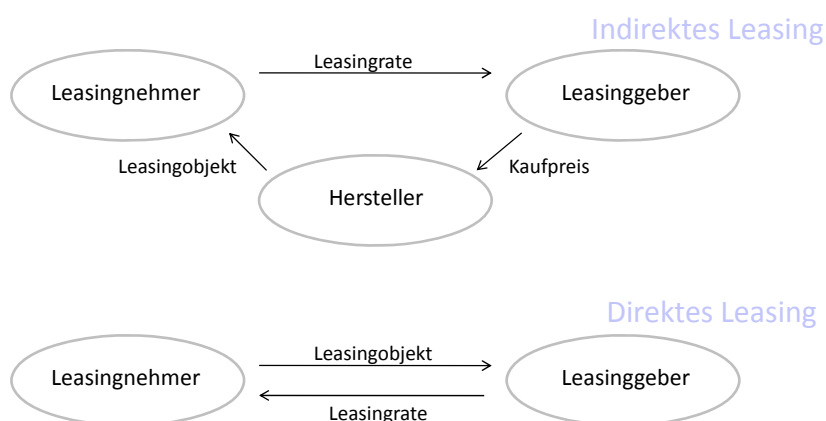 Indirektes Leasing
Leasingrate
Leasingnehmer
Leasinggeber
Leasingobjekt
Kaufpreis
Hersteller
Direktes Leasing
Leasingobjekt
Leasingnehmer
Leasinggeber
Leasingrate